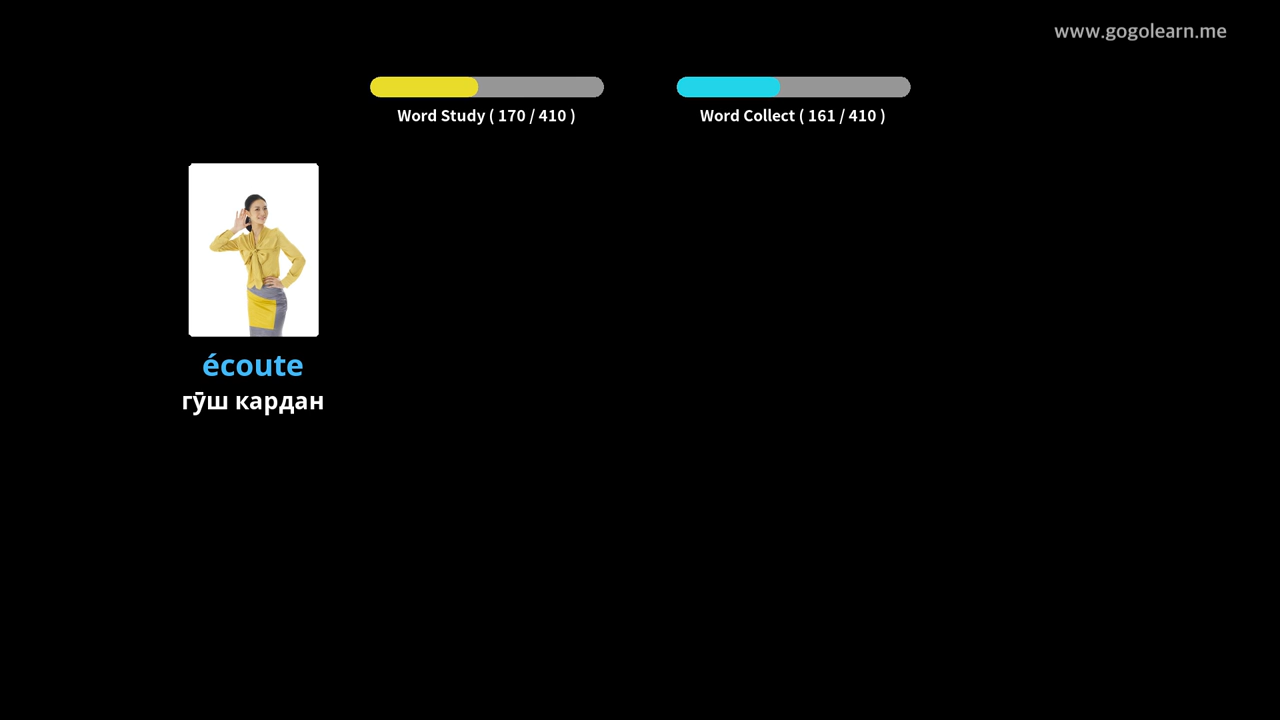 www.gogolearn.me
Word Study ( 170 / 410 )
Word Collect ( 161 / 410 )
écoute
гӯш кардан